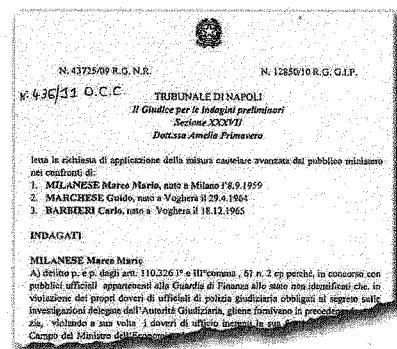 N. 43725/09 R.G. N.R.
N. 12850/10 R.G. G.I.P.
N° 436/11 O.C.C
TRIBUNALE DI NAPOLI
Il Giudice per le indagini preliminari
Sezione XXXVII
Dott.ssa Amelia Primavera
letta la richiesta di applicazione della misura cautelare avanzata dal pubblico ministero
nei confronti di:
1. MILANESE Marco Mario, nato a Milano l'8.9.1959
2. MARCHESE Guido, nato a Voghera il 29.4.1964
3. BARBIERI Carlo, nato a Voghera il 18.12.1965
INDAGATI
MILANESE Marco Mario
A) delitto p. e p. dagli artt. 110,326 I° e III°comma , 61 n. 2 cp perché, in concorso con
pubblici ufficiali appartenenti alla Guardia di Finanza allo stato non identificati che, in
violazione dei propri doveri di ufficiali di polizia giudiziaria obbligati al segreto sulle
investigazioni delegate dall'Autorità Giudiziaria, gliene fornivano in precedenza
zia, violando a sua volta i doveri di ufficio inerenti la sua
Campo del Ministro dell'Economia